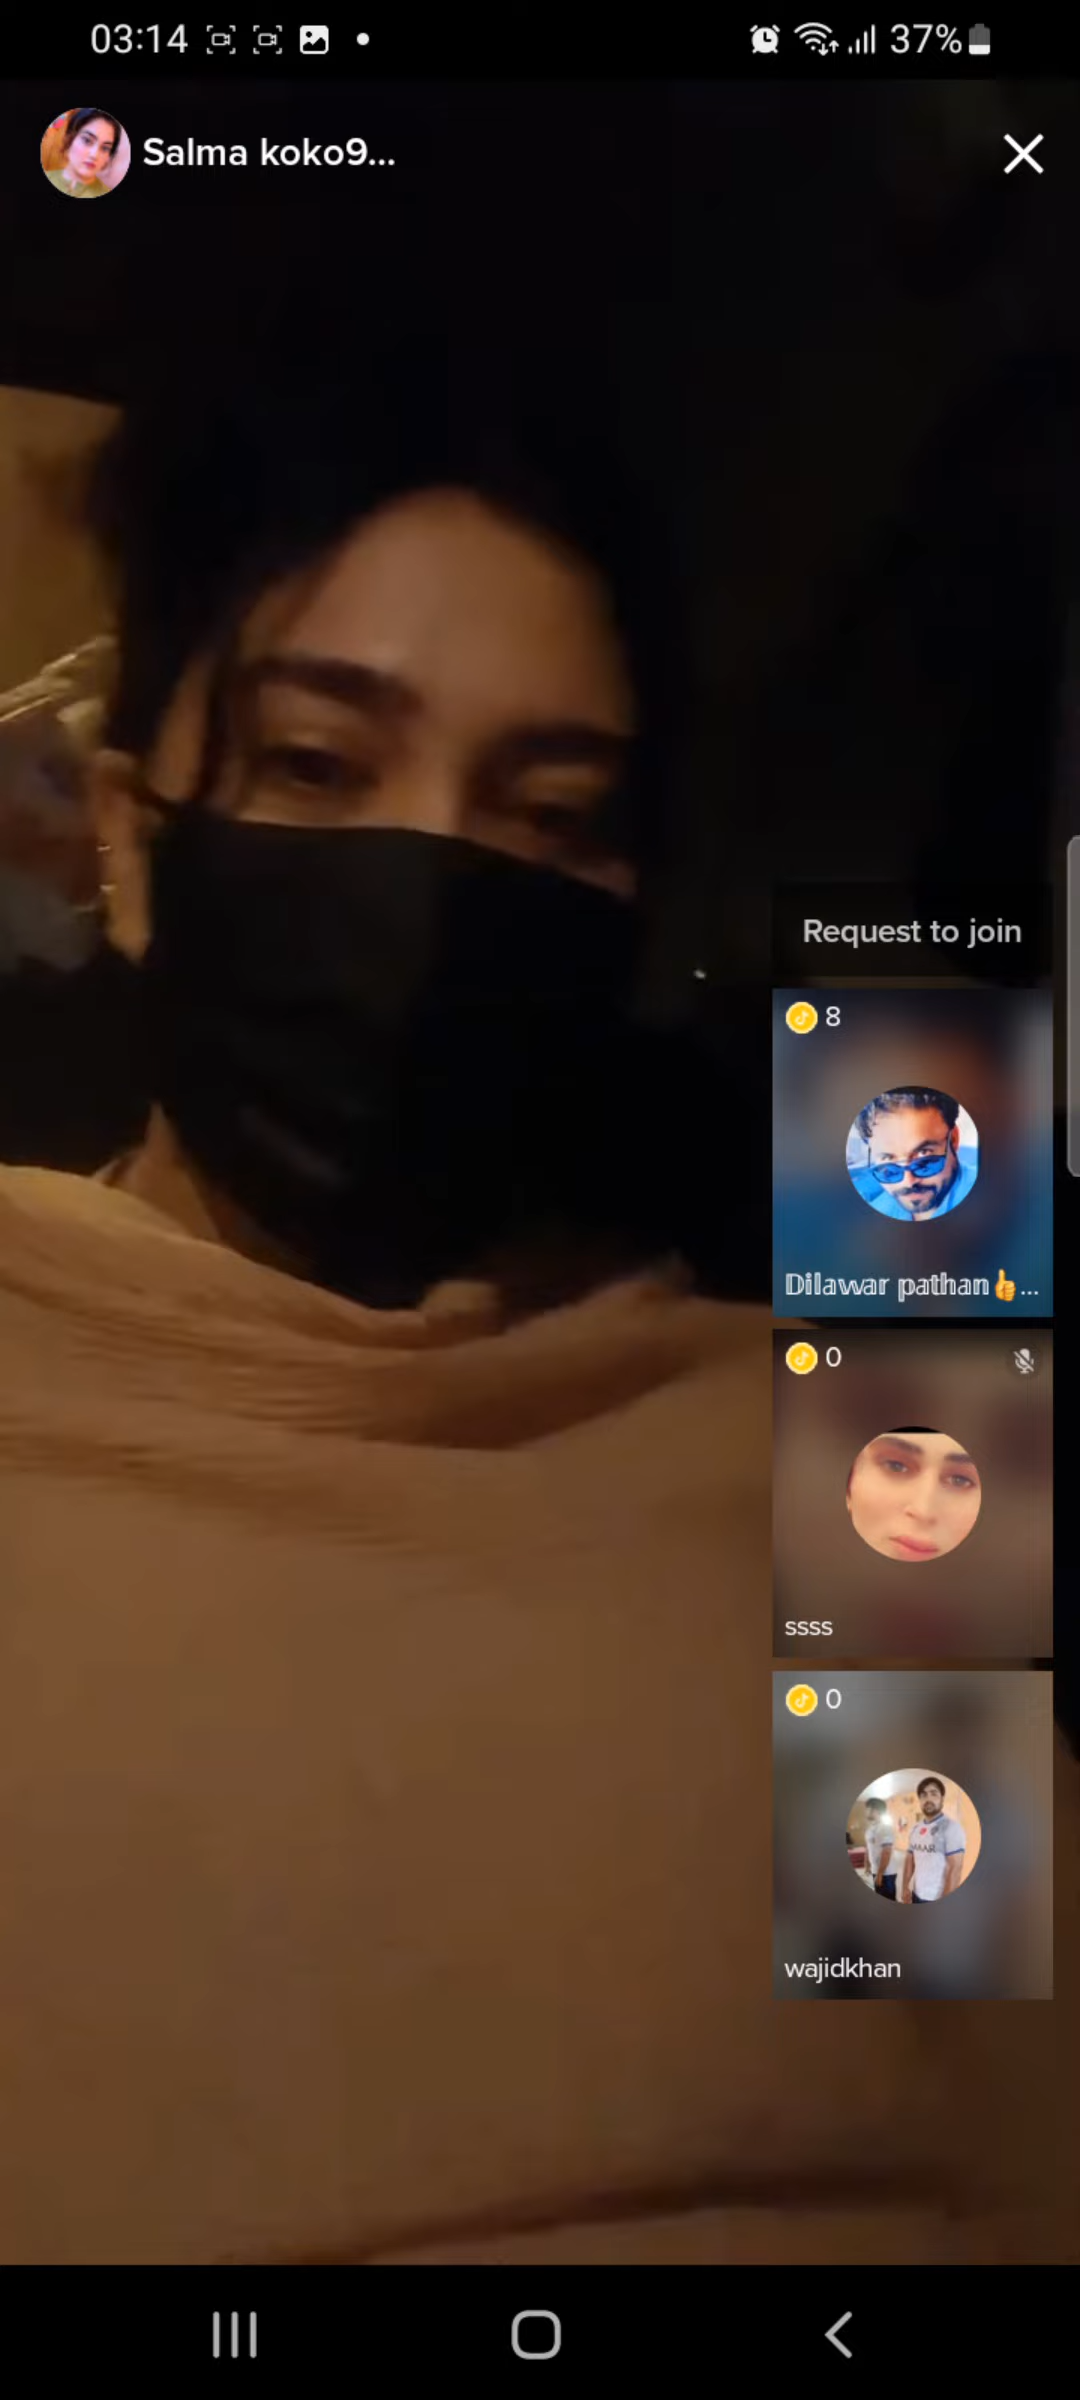 03:14
37%
Salma koko9...
Request to join
8
Dilawar pathan👍...
0
ssss
0
wajidkhan